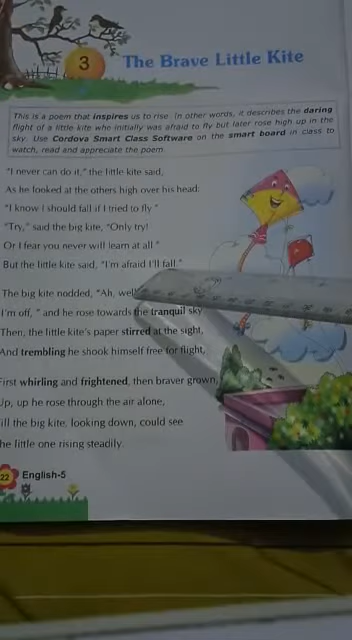 3
The Brave Little Kite
This is a poem that inspires us to rise. In other words, it describes the daring
flight of a little kite who initially was afraid to fly but later rose high up in the
sky. Use Cordova Smart Class Software on the smart board in class to
watch, read and appreciate the poem.
"I never can do it," the little kite said,
As he looked at the others high over his head;
"I know I should fall if I tried to fly."
"Try," said the big kite, "Only try!
Or I fear you never will learn at all."
But the little kite said, "I'm afraid I'll fall."
The big kite nodded, "Ah, well
I'm off, " and he rose towards the tranquil sky
Then, the little kite's paper stirred at the sight,
And trembling he shook himself free for flight,
First whirling and frightened, then braver grown,
Up, up he rose through the air alone,
ill the big kite, looking down, could see
he little one rising steadily.
22 English-5